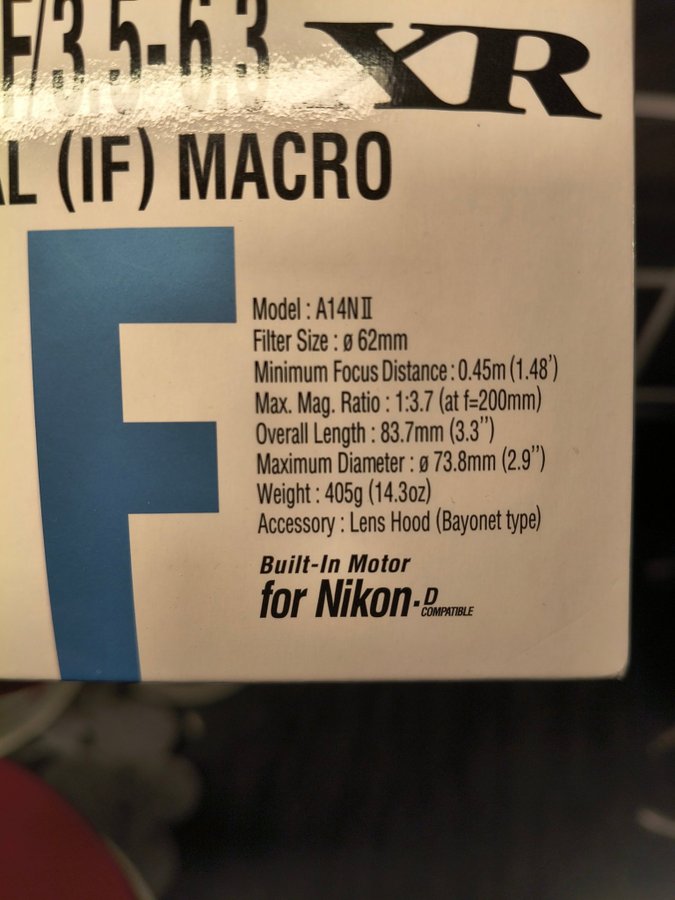 F/3.5-6.3 XR
AL (IF) MACRO
F
Model : A14NⅡ
Filter Size : ø 62mm
Minimum Focus Distance : 0.45m (1.48’)
Max. Mag. Ratio : 1:3.7 (at f=200mm)
Overall Length : 83.7mm (3.3’’)
Maximum Diameter : ø 73.8mm (2.9’’)
Weight : 405g (14.3oz)
Accessory : Lens Hood (Bayonet type)
Built-In Motor
for Nikon-D
COMPATIBLE